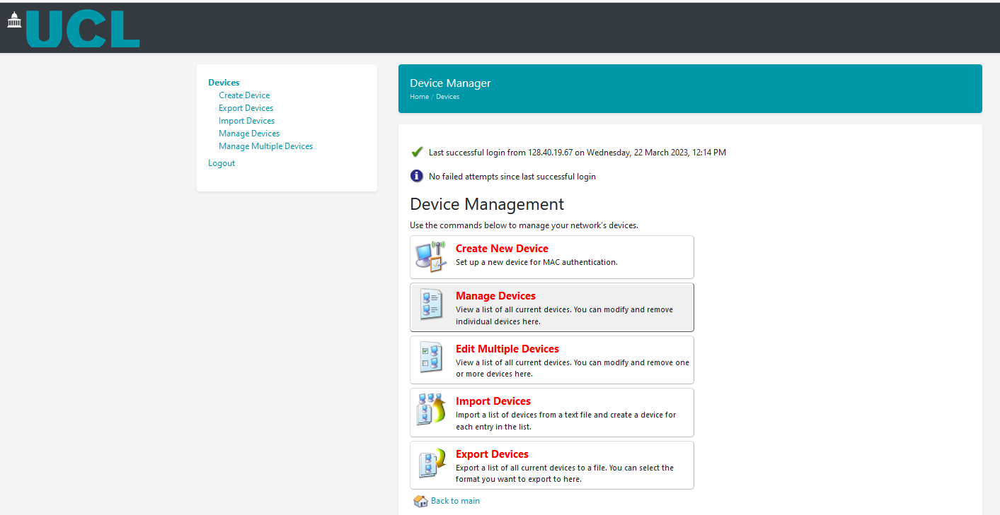 UCL
Devices
Create Device
Export Devices
Import Devices
Manage Devices
Manage Multiple Devices
Logout
Device Manager
Home / Devices
Last successful login from 128.40.19.67 on Wednesday, 22 March 2023, 12:14 PM
No failed attempts since last successful login
Device Management
Use the commands below to manage your network's devices.
Create New Device
Set up a new device for MAC authentication.
Manage Devices
View a list of all current devices. You can modify and remove
individual devices here.
Edit Multiple Devices
View a list of all current devices. You can modify and remove one
or more devices here.
Import Devices
Import a list of devices from a text file and create a device for
each entry in the list.
Export Devices
Export a list of all current devices to a file. You can select the
format you want to export to here.
Back to main